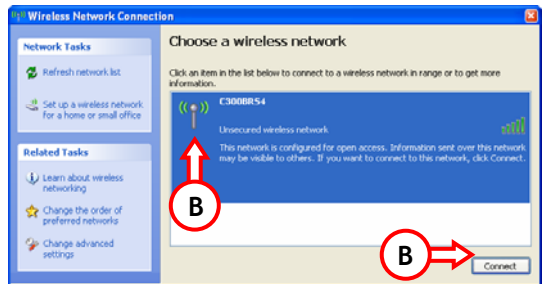 Wireless Network Connection
Network Tasks
Refresh network list
Set up a wireless network
for a home or small office
Related Tasks
Learn about wireless
networking
Change the order of
preferred networks
Change advanced
settings
Choose a wireless network
Click an item in the list below to connect to a wireless network in range or to get more
information.
C300BRS4
Unsecured wireless network
This network is configured for open access. Information sent over this network
may be visible to others. If you want to connect to this network, click Connect.
B
B
Connect